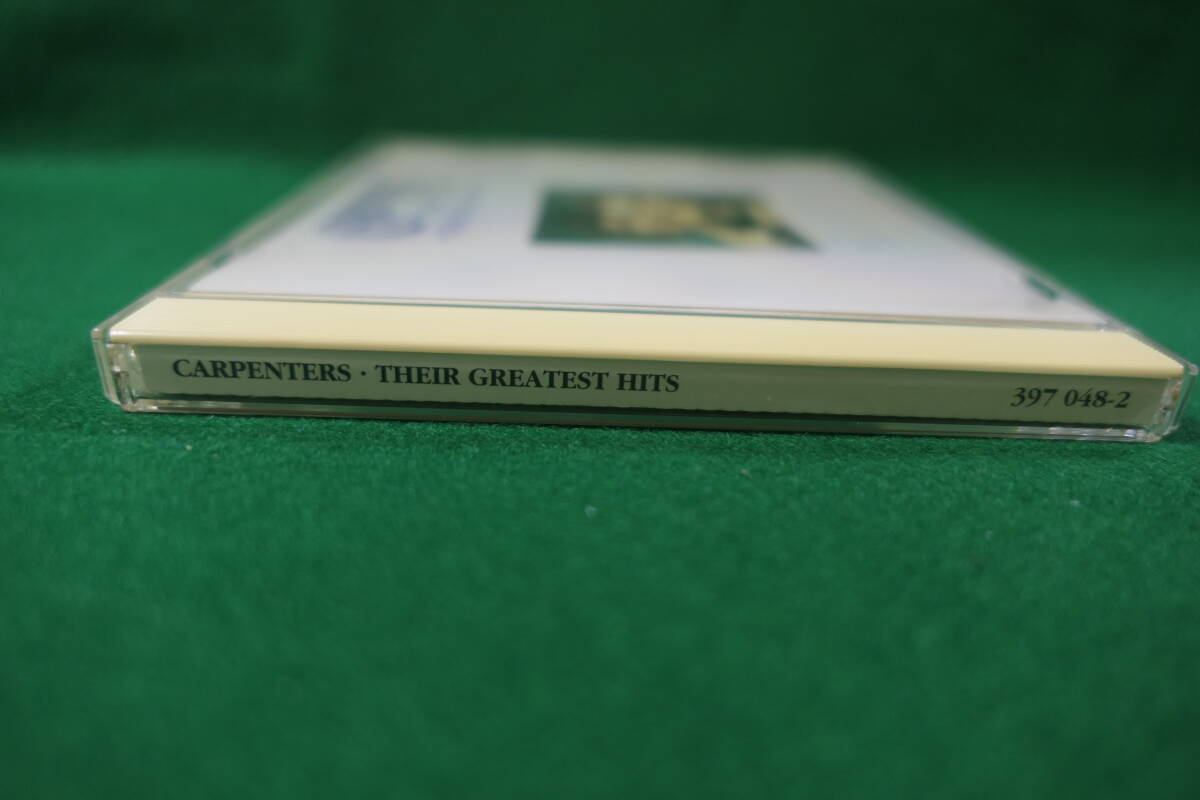 CARPENTERS · THEIR GREATEST HITS 397 048-2